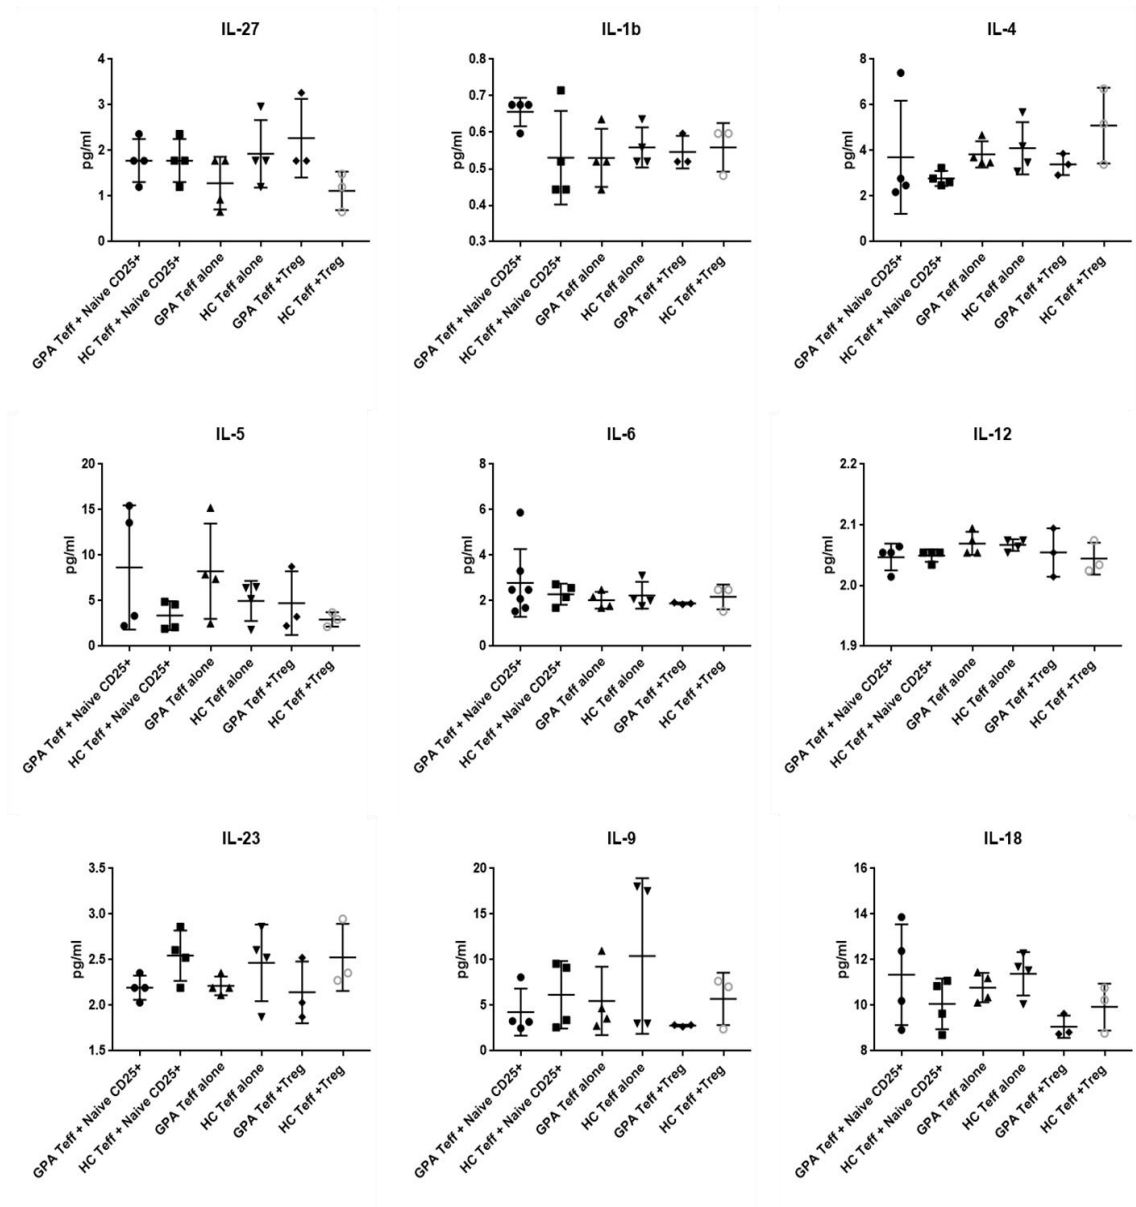 IL-27
pg/ml
4
3
2
1
0
GPA Teff + Naive CD25+
HC Teff + Naive CD25+
GPA Teff alone
HC Teff alone
GPA Teff +Treg
HC Teff +Treg
IL-1b
pg/ml
0.8
0.7
0.6
0.5
0.4
0.3
GPA Teff + Naive CD25+
HC Teff + Naive CD25+
GPA Teff alone
HC Teff alone
GPA Teff +Treg
HC Teff +Treg
IL-4
pg/ml
8
6
4
2
0
GPA Teff + Naive CD25+
HC Teff + Naive CD25+
GPA Teff alone
HC Teff alone
GPA Teff +Treg
HC Teff +Treg
IL-5
pg/ml
20
15
10
5
0
GPA Teff + Naive CD25+
HC Teff + Naive CD25+
GPA Teff alone
HC Teff alone
GPA Teff +Treg
HC Teff +Treg
IL-6
pg/ml
8
6
4
2
0
GPA Teff + Naive CD25+
HC Teff + Naive CD25+
GPA Teff alone
HC Teff alone
GPA Teff +Treg
HC Teff +Treg
IL-12
pg/ml
2.2
2.1
2.0
1.9
GPA Teff + Naive CD25+
HC Teff + Naive CD25+
GPA Teff alone
HC Teff alone
GPA Teff +Treg
HC Teff +Treg
IL-23
pg/ml
3.5
3.0
2.5
2.0
1.5
GPA Teff + Naive CD25+
HC Teff + Naive CD25+
GPA Teff alone
HC Teff alone
GPA Teff +Treg
HC Teff +Treg
IL-9
pg/ml
20
15
10
5
0
GPA Teff + Naive CD25+
HC Teff + Naive CD25+
GPA Teff alone
HC Teff alone
GPA Teff +Treg
HC Teff +Treg
IL-18
pg/ml
16
14
12
10
8
GPA Teff + Naive CD25+
HC Teff + Naive CD25+
GPA Teff alone
HC Teff alone
GPA Teff +Treg
HC Teff +Treg